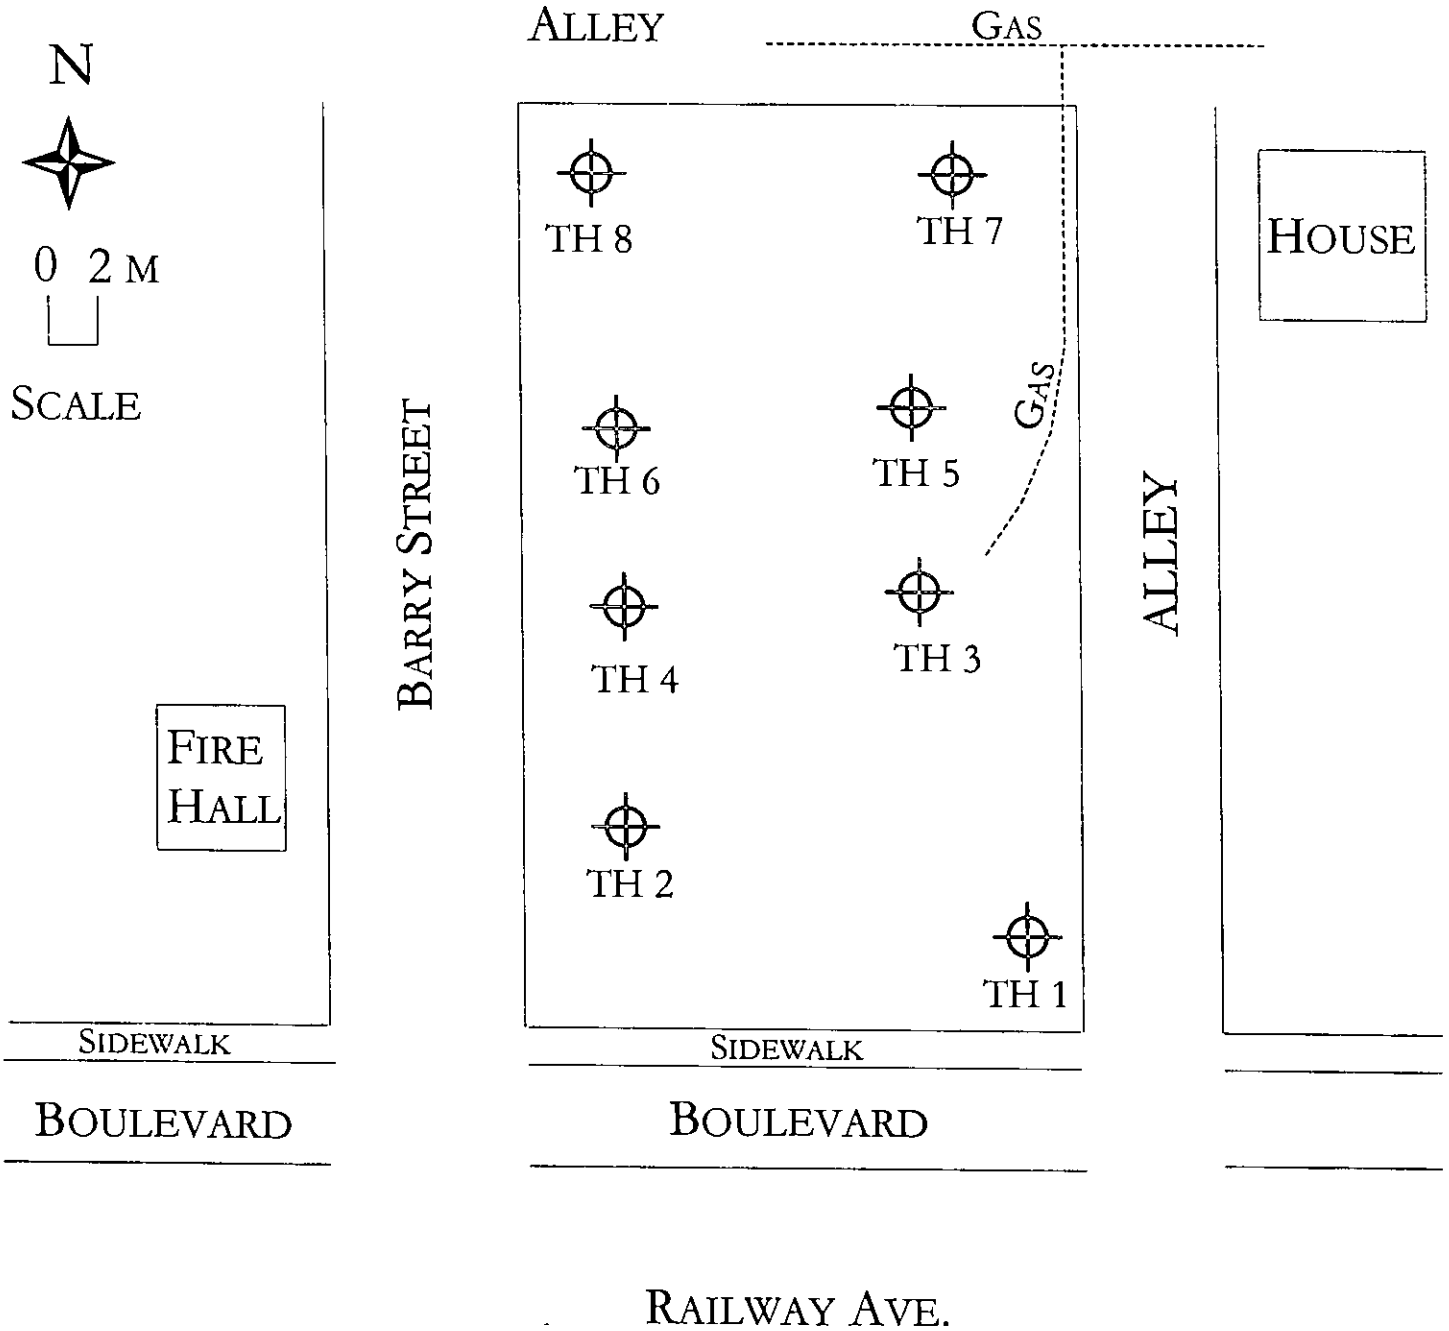 ALLEY
GAS
N
TH 8
TH 7
HOUSE
0 2 M
SCALE
GAS
BARRY STREET
TH 6
TH 5
ALLEY
TH 4
TH 3
FIRE
HALL
TH 2
TH 1
SIDEWALK
SIDEWALK
BOULEVARD
BOULEVARD
RAILWAY AVE.